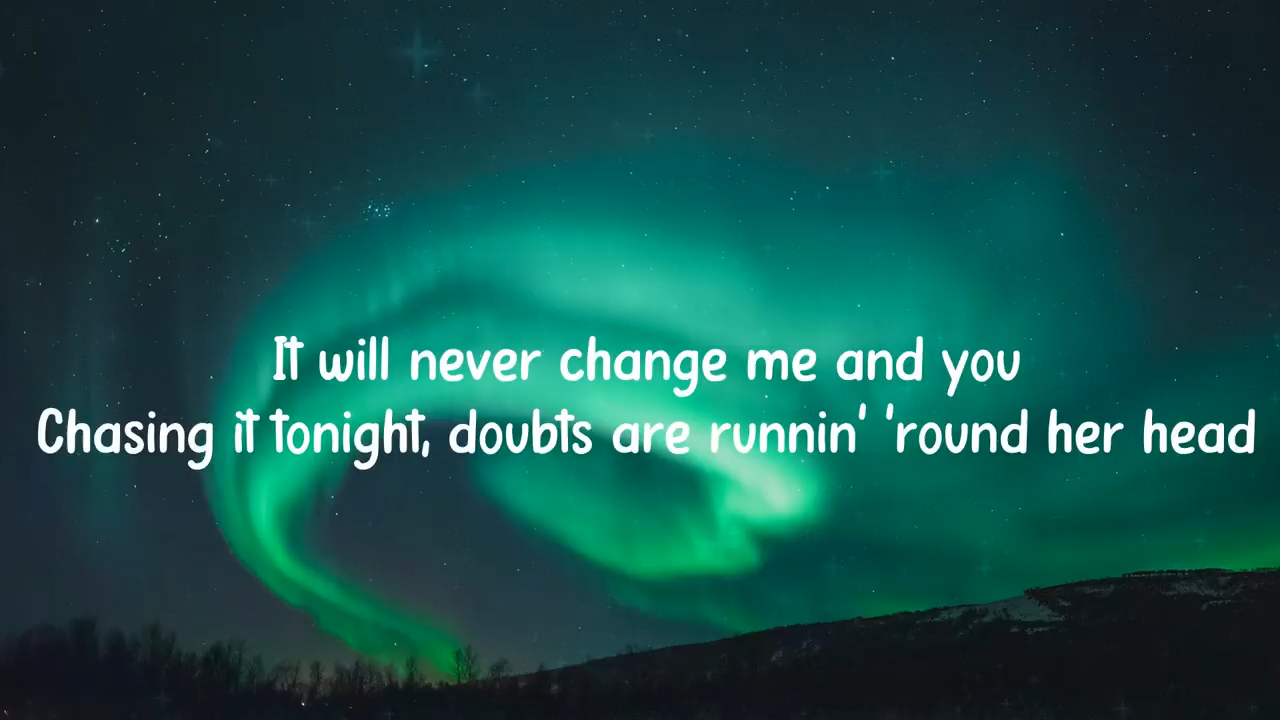 It will never change me and you
Chasing it tonight, doubts are runnin' 'round her head